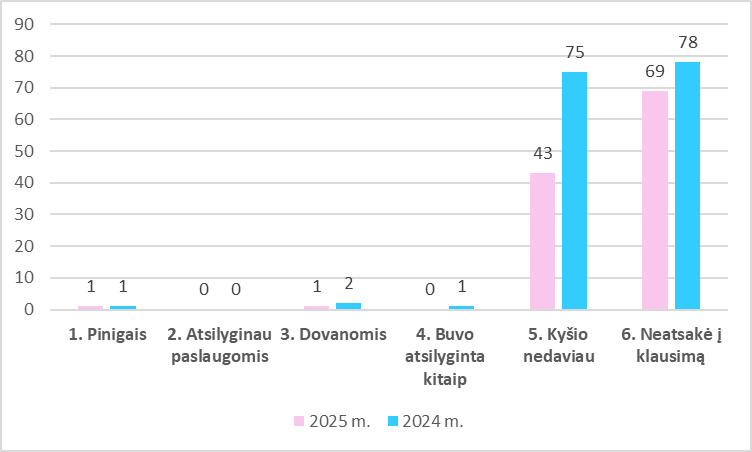 90
80
70
60
50
40
30
20
10
0
1 1
0 0
1 2
0 1
43 75
69 78
1. Pinigais
2. Atsilyginau
paslaugomis
3. Dovanomis
4. Buvo
atsilyginta
kitaip
5. Kyšio
nedaviau
6. Neatsakė į
klausimą
2025 m. 2024 m.